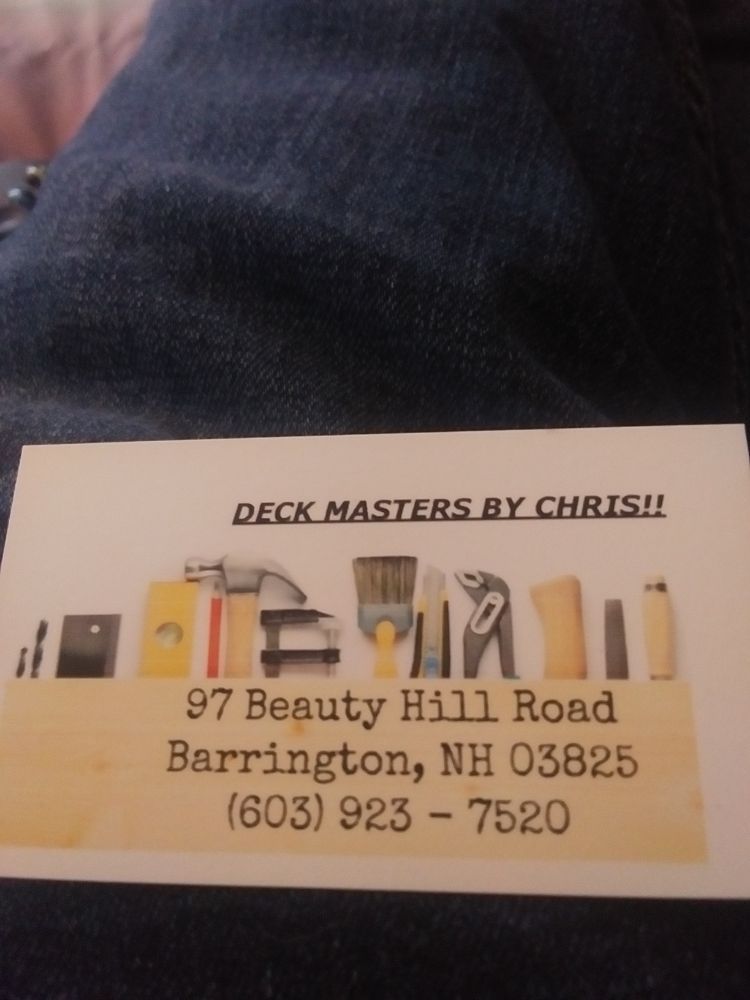 DECK MASTERS BY CHRIS!!
97 Beauty Hill Road
Barrington, NH 03825
(603) 923 - 7520